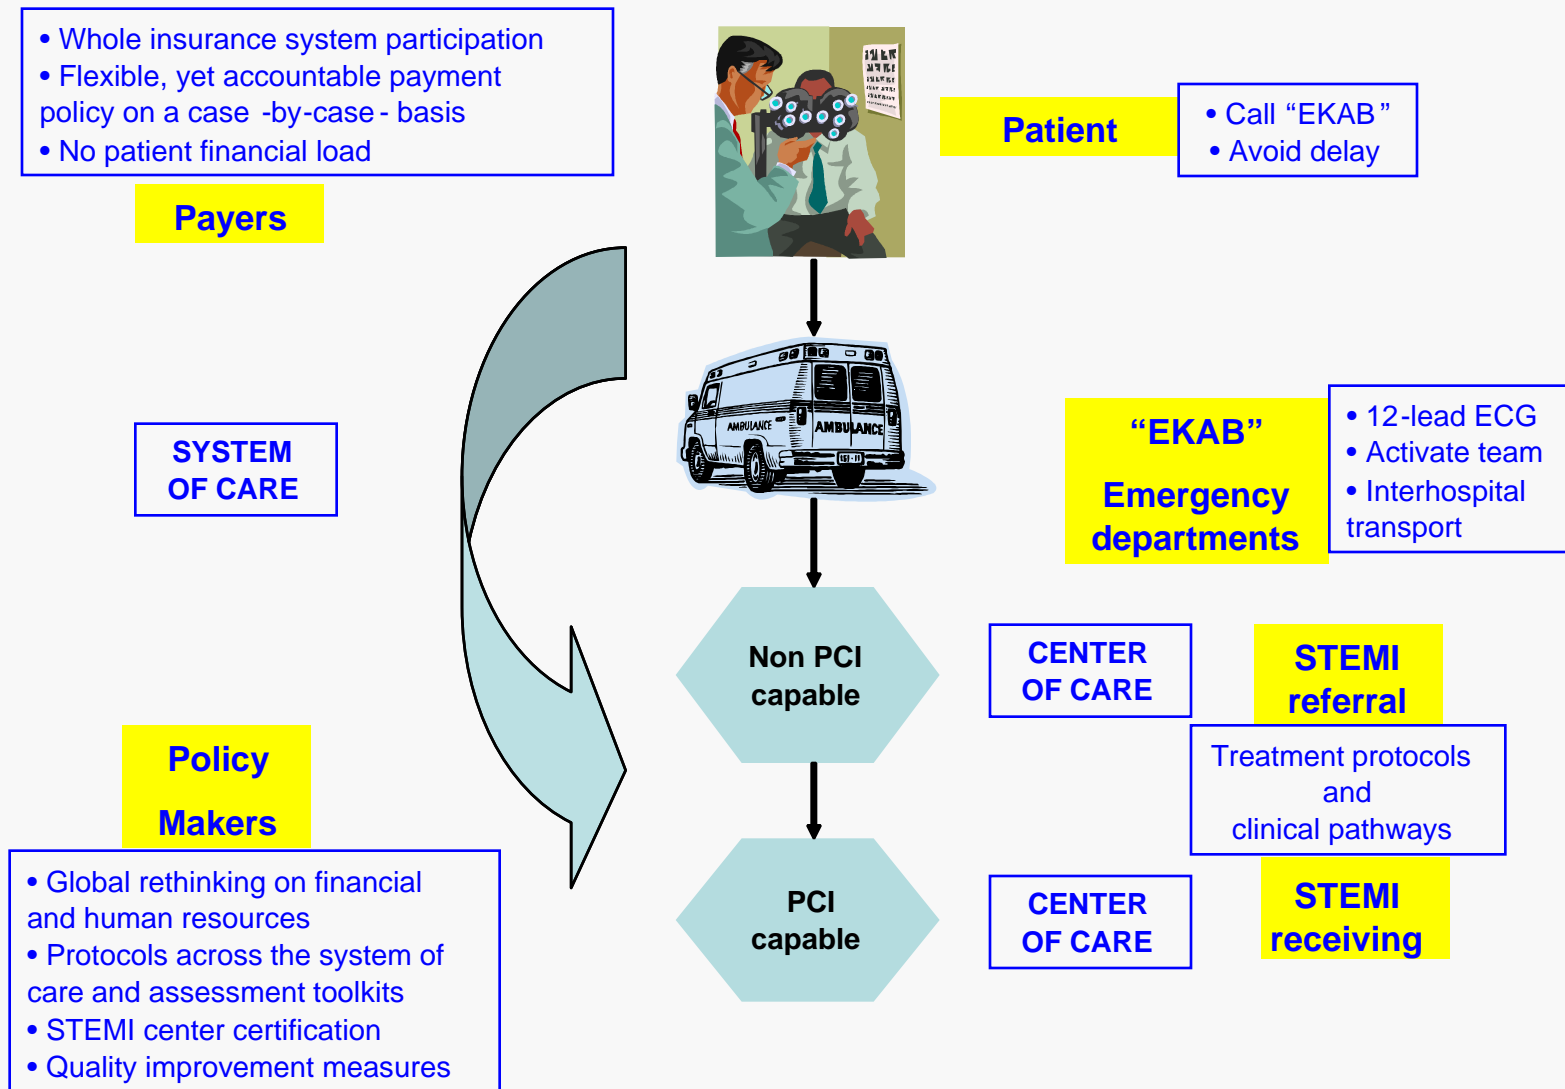 • Whole insurance system participation
• Flexible, yet accountable payment
policy on a case -by-case - basis
• No patient financial load
Payers
Patient
• Call “EKAB ”
• Avoid delay
AMBULANCE
AMBULANCE
SYSTEM
OF CARE
“EKAB”
Emergency
departments
• 12-lead ECG
• Activate team
• Interhospital
transport
Non PCI
capable
CENTER
OF CARE
STEMI
referral
Treatment protocols
and
clinical pathways
Policy
Makers
• Global rethinking on financial
and human resources
• Protocols across the system of
care and assessment toolkits
• STEMI center certification
• Quality improvement measures
PCI
capable
CENTER
OF CARE
STEMI
receiving